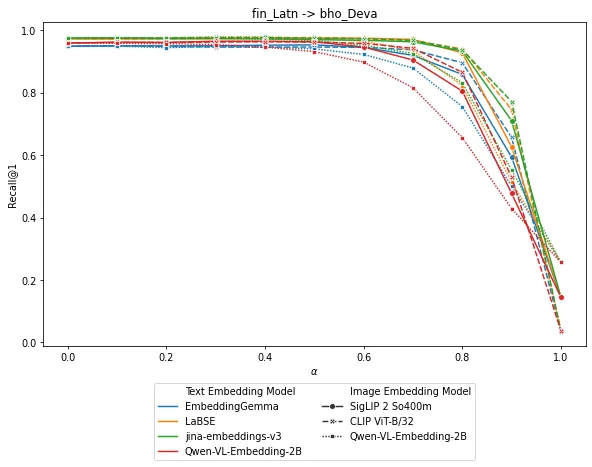 fin_Latn -> bho_Deva
1.0
0.8
0.6
0.4
0.2
0.0
Recall@1
0.0 0.2 0.4 0.6 0.8 1.0
α
Text Embedding Model
EmbeddingGemma
LaBSE
jina-embeddings-v3
Qwen-VL-Embedding-2B
Image Embedding Model
SigLIP 2 So400m
CLIP ViT-B/32
Qwen-VL-Embedding-2B